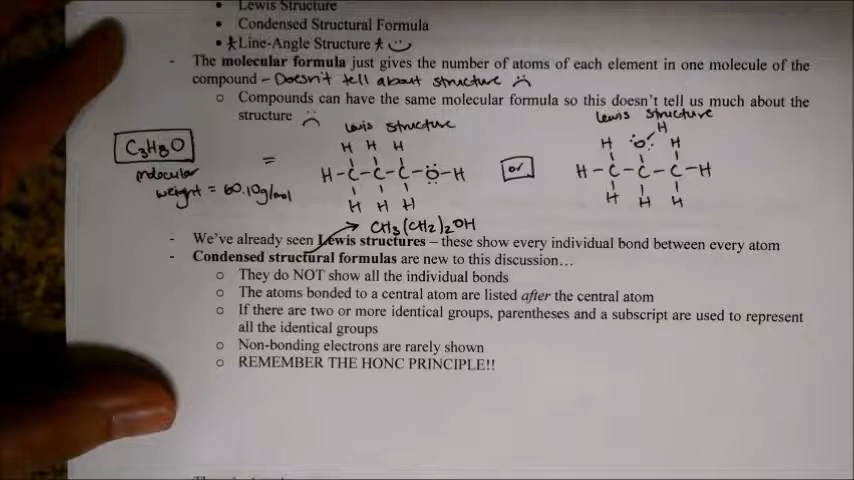 • Lewis Structure
• Condensed Structural Formula
• Line-Angle Structure
- The molecular formula just gives the number of atoms of each element in one molecule of the
compound - Doesn't tell about structure
o Compounds can have the same molecular formula so this doesn't tell us much about the
structure
Lewis structure
Lewis structure
C3H8O
molecular
weight = 60.10g/mol
=
H H H
H-C-C-C-O-H
H H H
or
H
H O H
H-C-C-C-H
H H H
CH3(CH2)2OH
- We've already seen Lewis structures – these show every individual bond between every atom
- Condensed structural formulas are new to this discussion…
o They do NOT show all the individual bonds
o The atoms bonded to a central atom are listed after the central atom
o If there are two or more identical groups, parentheses and a subscript are used to represent
all the identical groups
o Non-bonding electrons are rarely shown
o REMEMBER THE HONC PRINCIPLE!!